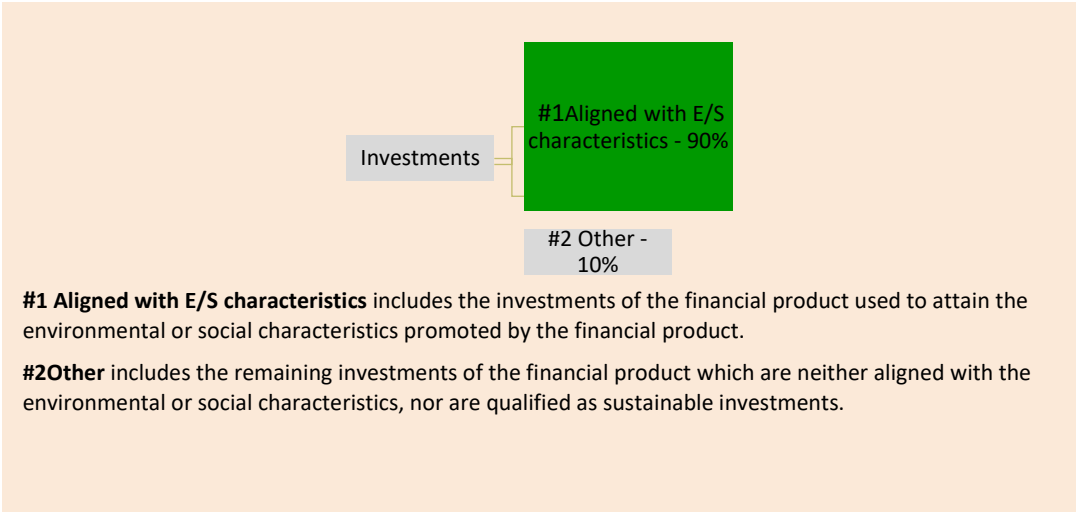 #1Aligned with E/S
characteristics - 90%
Investments
#2 Other -
10%
#1 Aligned with E/S characteristics includes the investments of the financial product used to attain the
environmental or social characteristics promoted by the financial product.
#2Other includes the remaining investments of the financial product which are neither aligned with the
environmental or social characteristics, nor are qualified as sustainable investments.